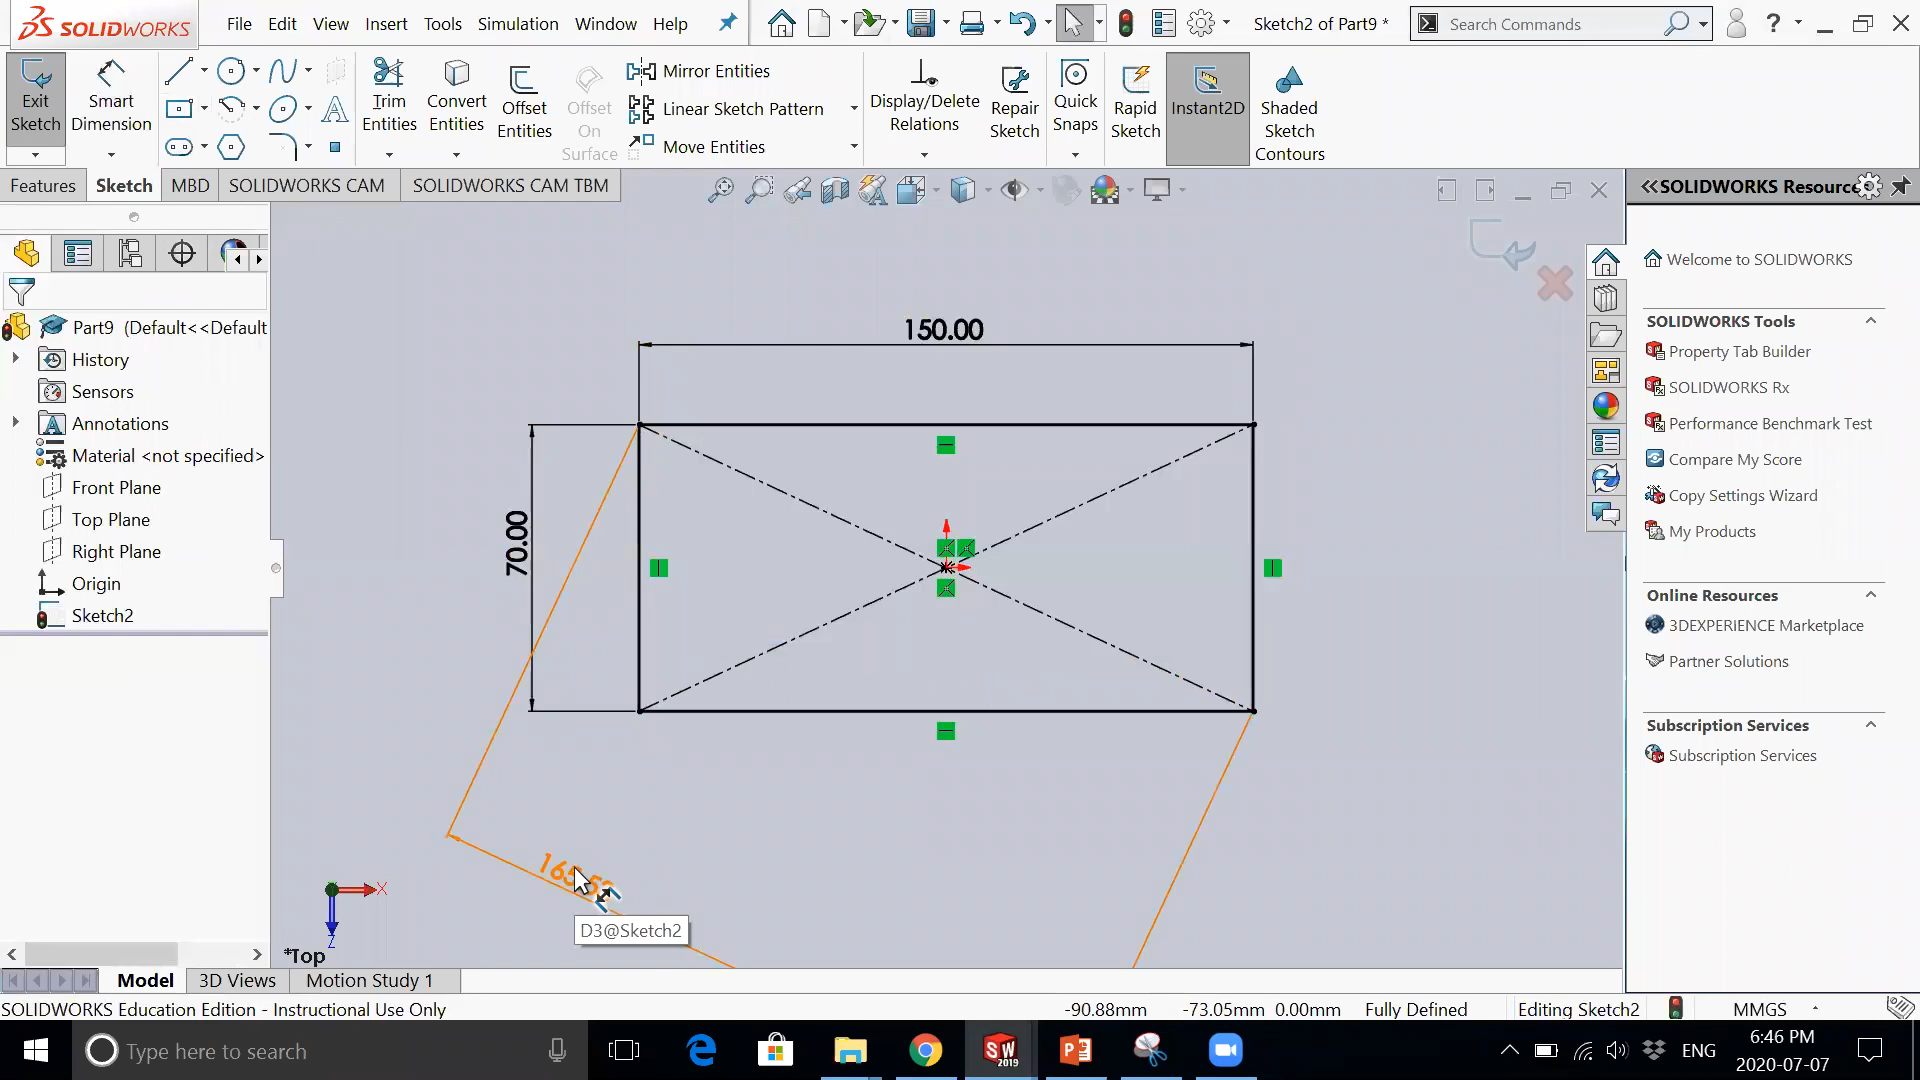 SOLIDWORKS
File Edit View Insert Tools Simulation Window Help
Sketch2 of Part9 *
Search Commands
Exit Sketch
Smart Dimension
Trim Entities
Convert Entities
Offset Entities
Offset On Surface
Mirror Entities
Linear Sketch Pattern
Move Entities
Display/Delete Relations
Repair Sketch
Quick Snaps
Rapid Sketch
Instant2D
Shaded Sketch Contours
Features Sketch MBD SOLIDWORKS CAM SOLIDWORKS CAM TBM
Part9 (Default<<Default
History
Sensors
Annotations
Material <not specified>
Front Plane
Top Plane
Right Plane
Origin
Sketch2
150.00
70.00
D3@Sketch2
X
Z
*Top
SOLIDWORKS Resourc
Welcome to SOLIDWORKS
SOLIDWORKS Tools
Property Tab Builder
SOLIDWORKS Rx
Performance Benchmark Test
Compare My Score
Copy Settings Wizard
My Products
Online Resources
3DEXPERIENCE Marketplace
Partner Solutions
Subscription Services
Subscription Services
Model 3D Views Motion Study 1
SOLIDWORKS Education Edition - Instructional Use Only
-90.88mm -73.05mm 0.00mm Fully Defined Editing Sketch2 MMGS
Type here to search
SW 2019
ENG
6:46 PM
2020-07-07